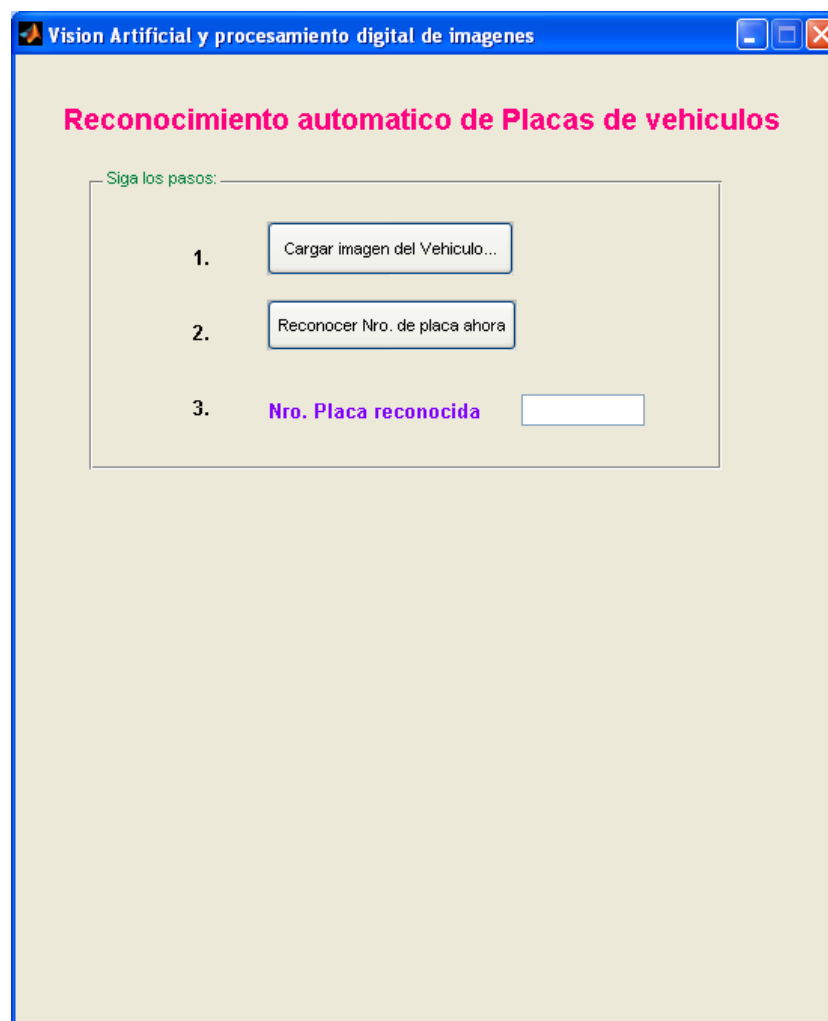 Vision Artificial y procesamiento digital de imagenes
Reconocimiento automatico de Placas de vehiculos
Siga los pasos:
1. Cargar imagen del Vehiculo...
2. Reconocer Nro. de placa ahora
3. Nro. Placa reconocida